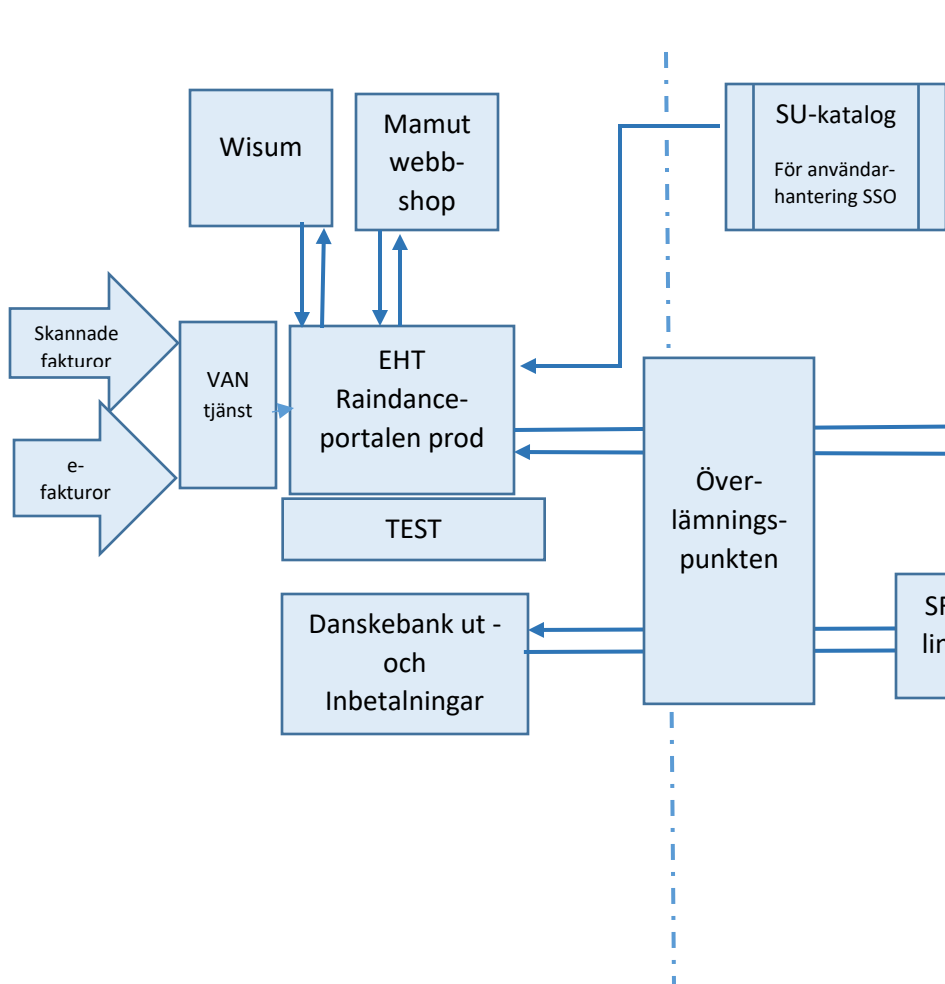 Wisum
Mamut
webb-
shop
SU-katalog
För användar-
hantering SSO
Skannade
fakturor
VAN
tjänst
EHT
Raindance-
portalen prod
e-
fakturor
TEST
Över-
lämnings-
punkten
Danskebank ut -
och
Inbetalningar